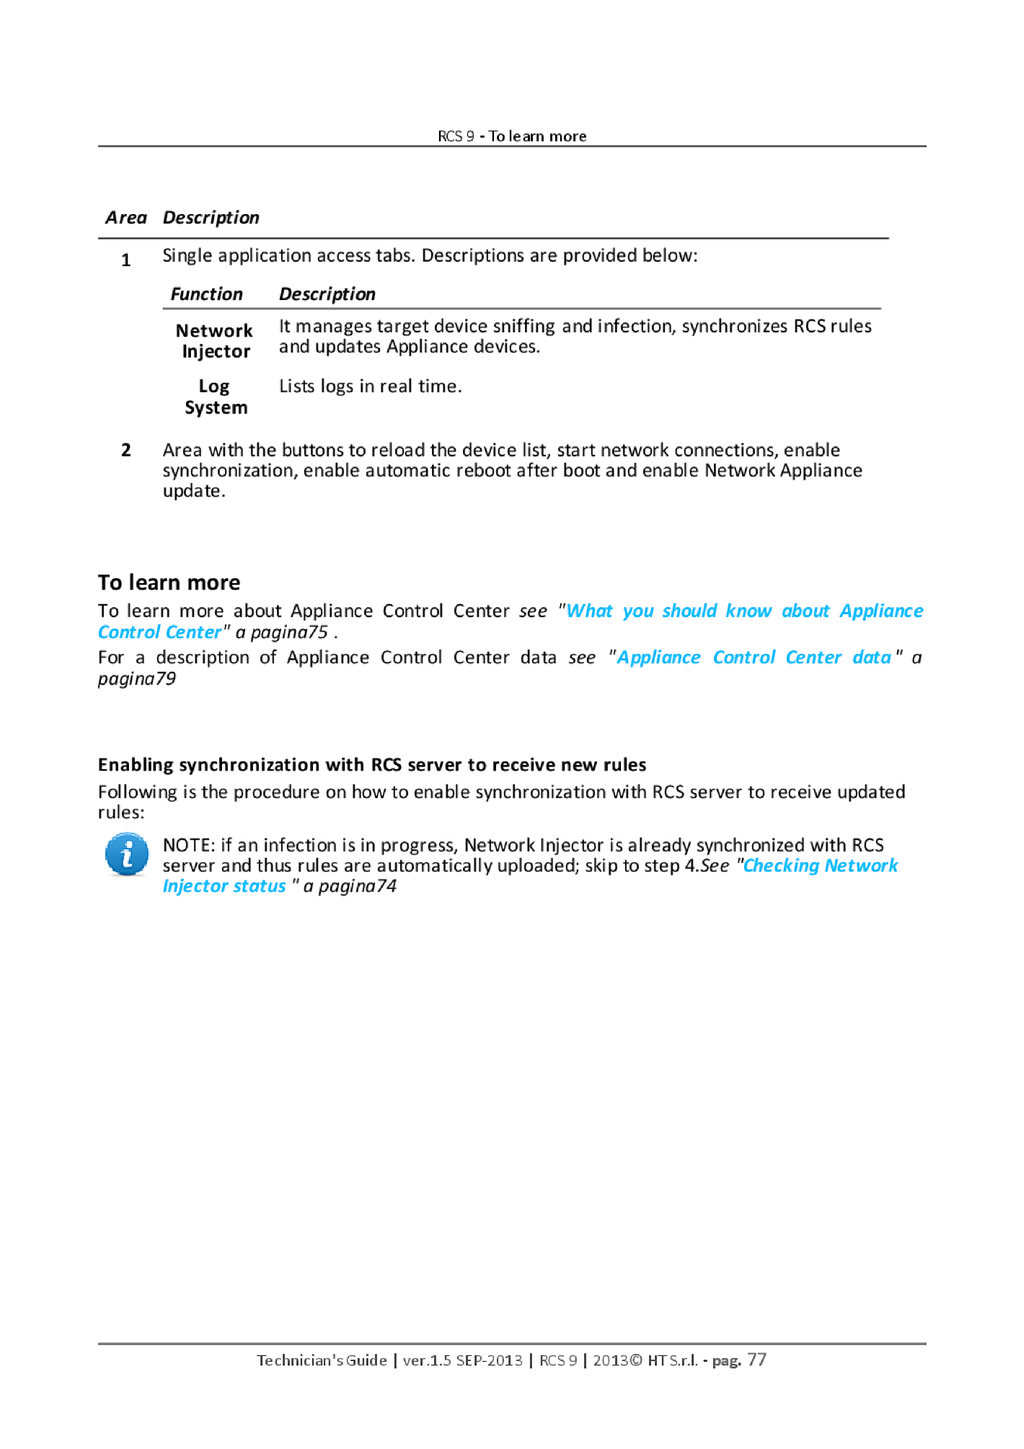 RCS 9 - To learn more
Area Description
1 Single application access tabs. Descriptions are provided below:
Function Description
Network Injector It manages target device sniffing and infection, synchronizes RCS rules
and updates Appliance devices.
Log System Lists logs in real time.
2 Area with the buttons to reload the device list, start network connections, enable
synchronization, enable automatic reboot after boot and enable Network Appliance
update.
To learn more
To learn more about Appliance Control Center see "What you should know about Appliance
Control Center" a pagina75 .
For a description of Appliance Control Center data see "Appliance Control Center data" a
pagina79
Enabling synchronization with RCS server to receive new rules
Following is the procedure on how to enable synchronization with RCS server to receive updated
rules:
NOTE: if an infection is in progress, Network Injector is already synchronized with RCS
server and thus rules are automatically uploaded; skip to step 4.See "Checking Network
Injector status " a pagina74
Technician's Guide | ver.1.5 SEP-2013 | RCS 9 | 2013© HT S.r.l. - pag. 77